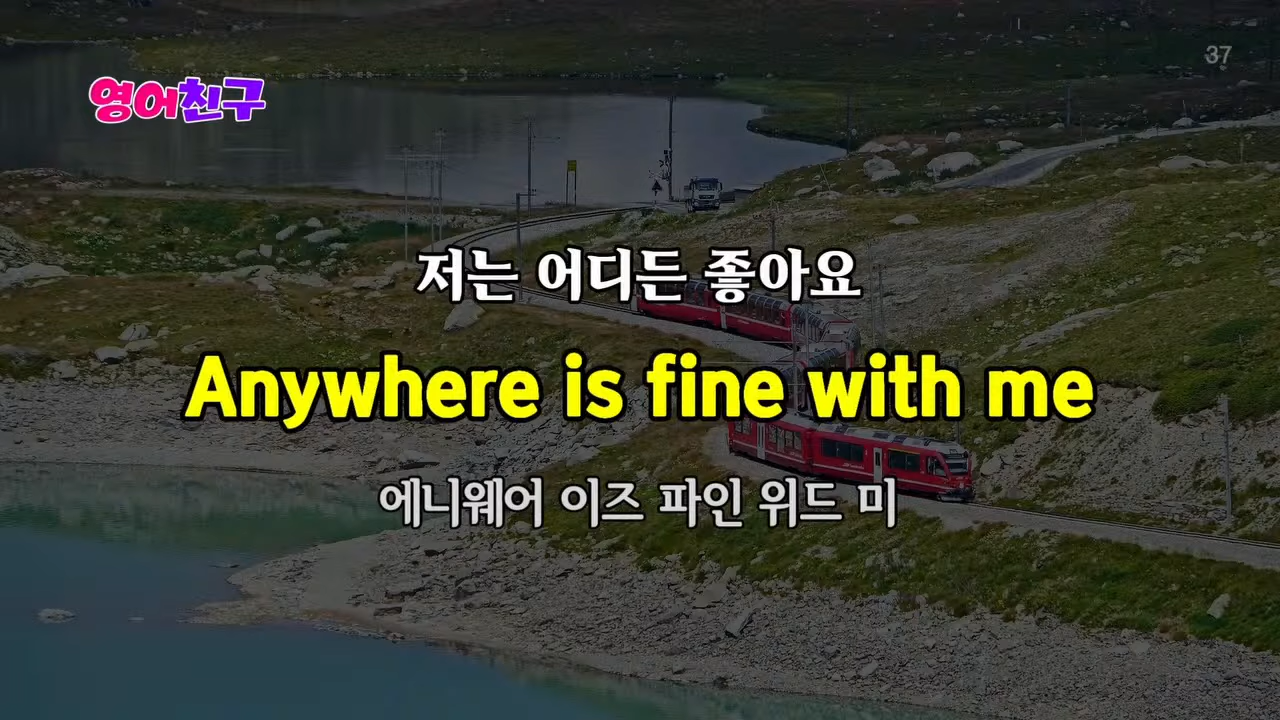 37
영어친구
저는 어디든 좋아요
Anywhere is fine with me
에니웨어 이즈 파인 위드 미